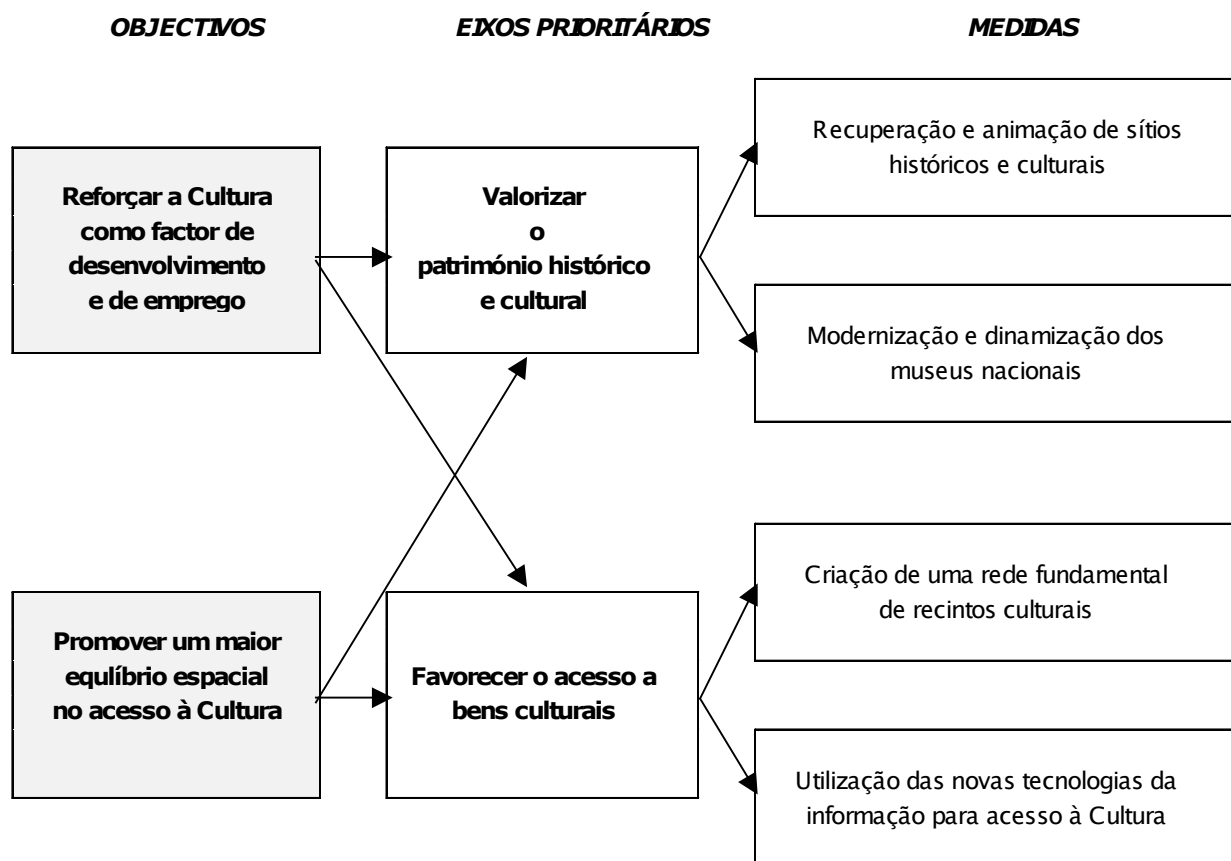 OBJECTIVOS
EIXOS PRIORITÁRIOS
MEDIDAS
Reforçar a Cultura
como factor de
desenvolvimento
e de emprego
Valorizar
o
património histórico
e cultural
Recuperação e animação de sítios
históricos e culturais
Modernização e dinamização dos
museus nacionais
Promover um maior
equlíbrio espacial
no acesso à Cultura
Favorecer o acesso a
bens culturais
Criação de uma rede fundamental
de recintos culturais
Utilização das novas tecnologias da
informação para acesso à Cultura